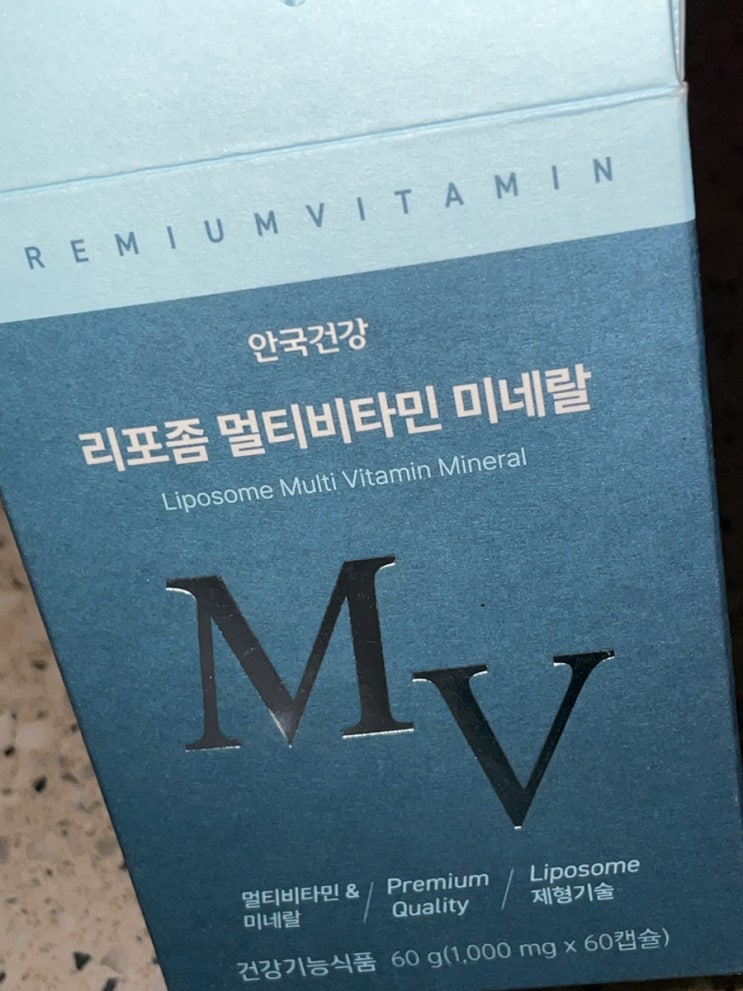 REMIUMVITAMIN
안국건강
리포좀 멀티비타민 미네랄
Liposome Multi Vitamin Mineral
MV
멀티비타민 &
미네랄
Premium
Quality
Liposome
제형기술
건강기능식품 60 g(1,000 mg x 60캡슐)